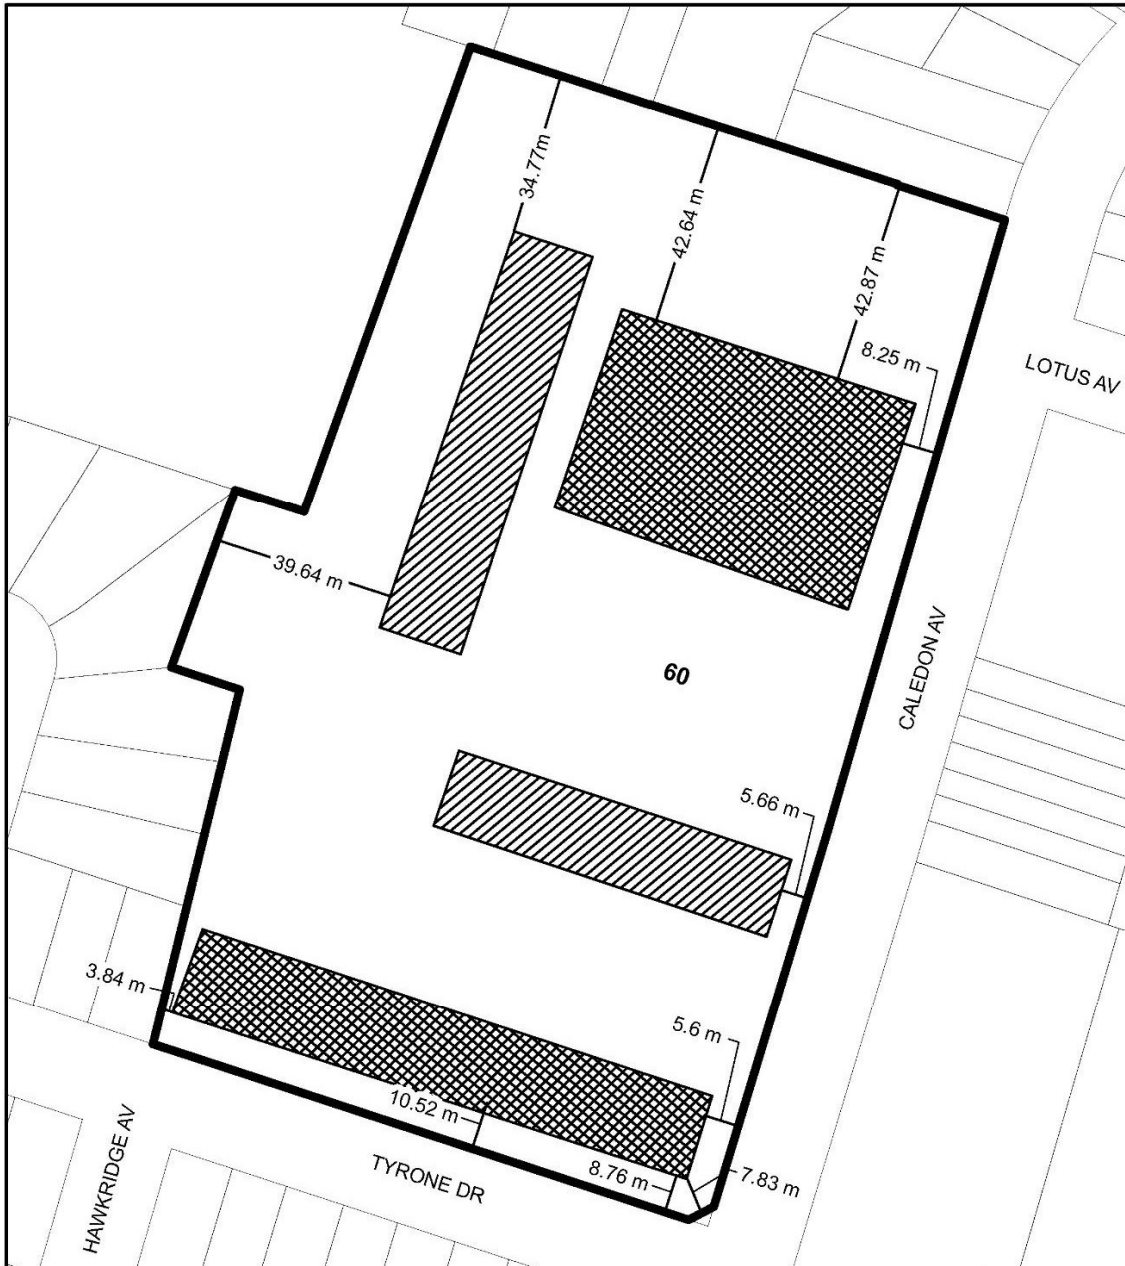 34.77m
42.64 m
42.87 m
8.25 m
LOTUS AV
39.64 m
60
CALEDON AV
5.66 m
3.84 m
5.6 m
10.52 m
8.76 m
7.83 m
TYRONE DR
HAWKRIDGE AV